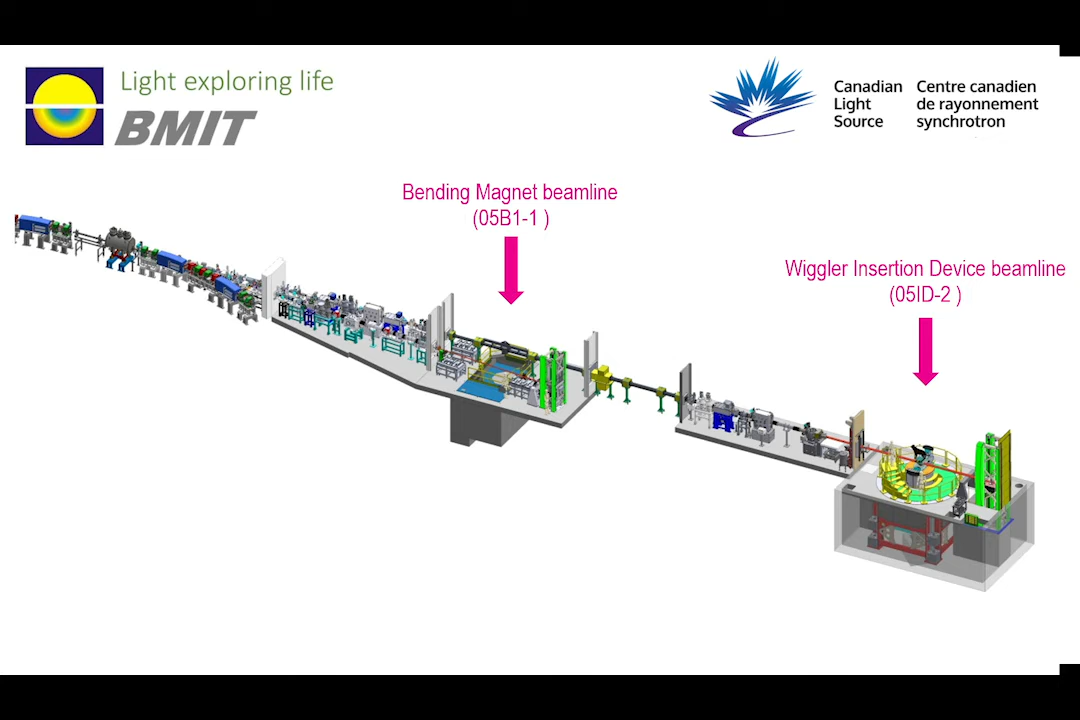 Light exploring life
BMIT
Canadian
Light
Source
Centre canadien
de rayonnement
synchrotron
Bending Magnet beamline
(05B1-1 )
Wiggler Insertion Device beamline
(05ID-2 )